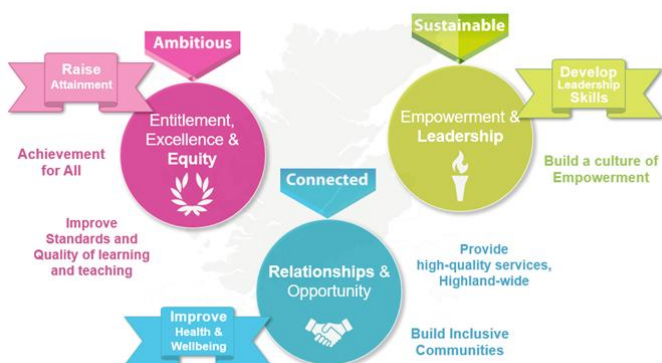 Ambitious
Raise
Attainment
Entitlement,
Excellence &
Equity
Achievement
for All
Improve
Standards and
Quality of learning
and teaching
Sustainable
Develop
Leadership
Skills
Empowerment &
Leadership
Build a culture of
Empowerment
Connected
Relationships &
Opportunity
Improve
Health &
Wellbeing
Provide
high-quality services,
Highland-wide
Build Inclusive
Communities